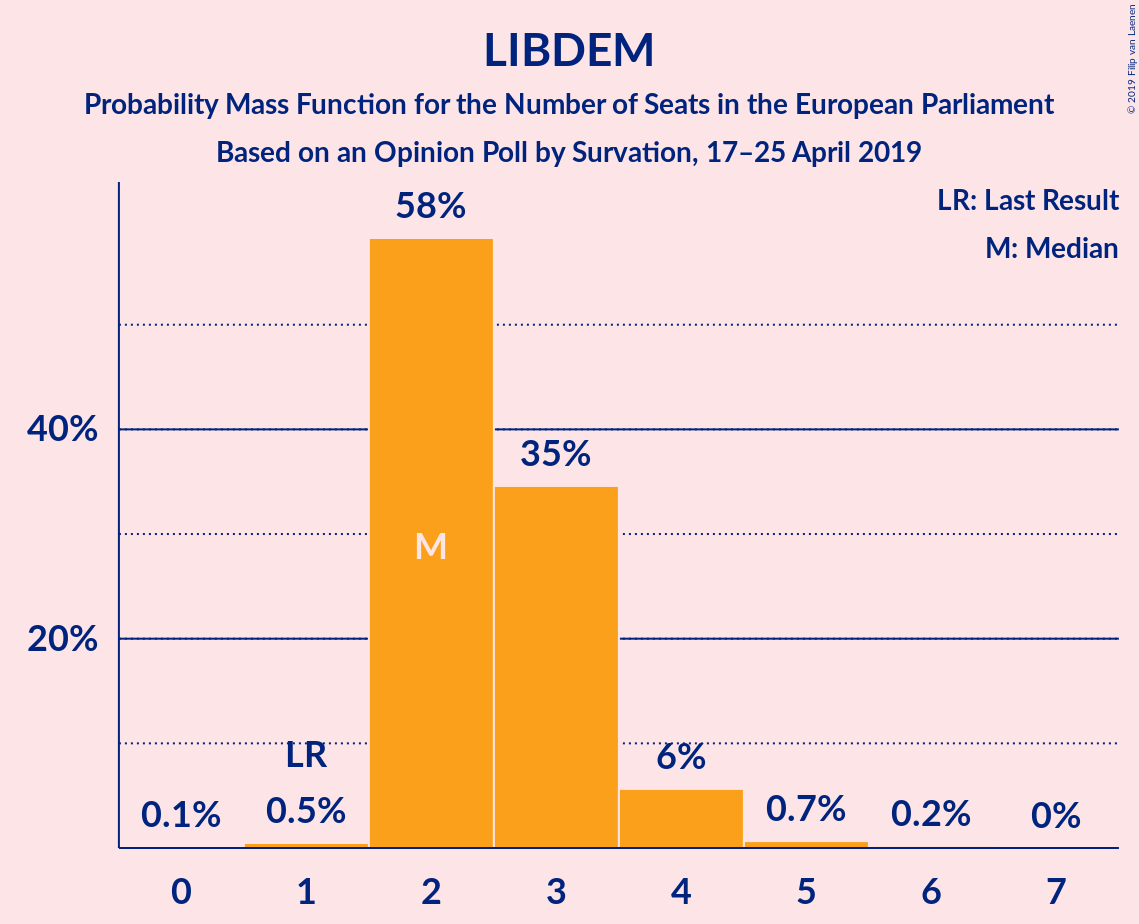 LIBDEM
Probability Mass Function for the Number of Seats in the European Parliament
Based on an Opinion Poll by Survation, 17–25 April 2019
© 2019 Filip van Laenen
LR: Last Result
M: Median
58%
40%
35%
M
20%
LR
6%
0.1%
0.5%
0.7%
0.2%
0%
0 1 2 3 4 5 6 7